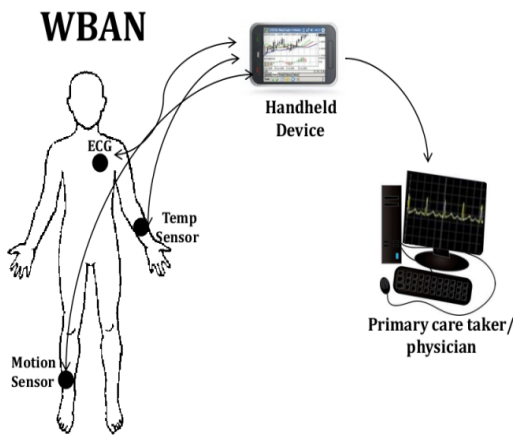 WBAN
Handheld
Device
ECG
Temp
Sensor
Motion
Sensor
Primary care taker/
physician